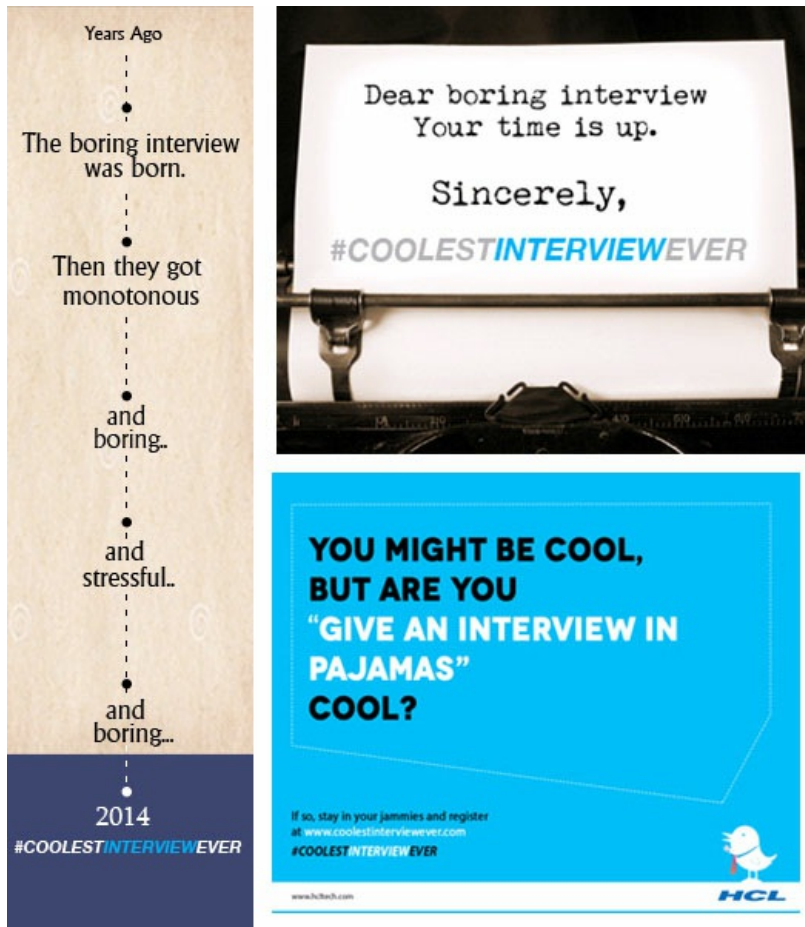 Years Ago
The boring interview
was born.
Then they got
monotonous
and
boring..
and
stressful..
and
boring...
2014
#COOLESTINTERVIEWEVER
Dear boring interview
Your time is up.
Sincerely,
#COOLESTINTERVIEWEVER
YOU MIGHT BE COOL,
BUT ARE YOU
“GIVE AN INTERVIEW IN
PAJAMAS”
COOL?
If so, stay in your jammies and register
at www.coolestinterviewever.com
#COOLESTINTERVIEWEVER
www.hcltech.com
HCL